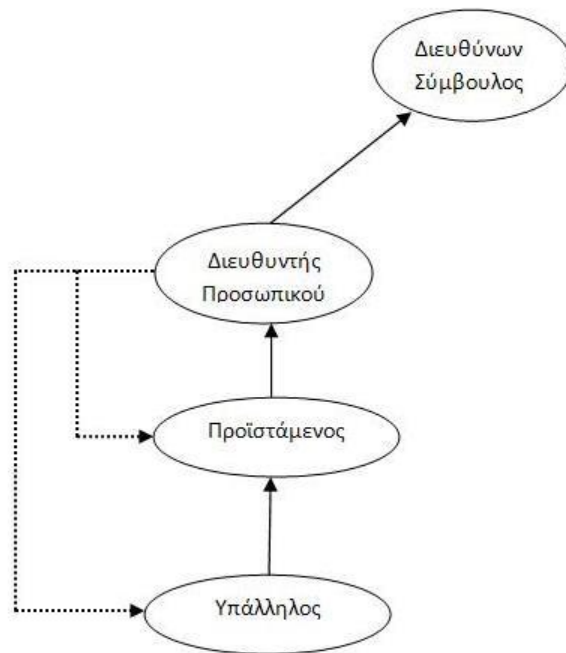 Διευθύνων
Σύμβουλος
Διευθυντής
Προσωπικού
Προϊστάμενος
Υπάλληλος